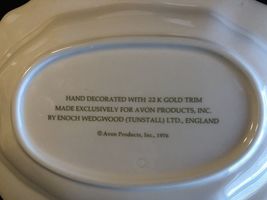 HAND DECORATED WITH 22 K GOLD TRIM
MADE EXCLUSIVELY FOR AVON PRODUCTS, INC.
BY ENOCH WEDGWOOD (TUNSTALL) LTD., ENGLAND
© Avon Products, Inc., 1976